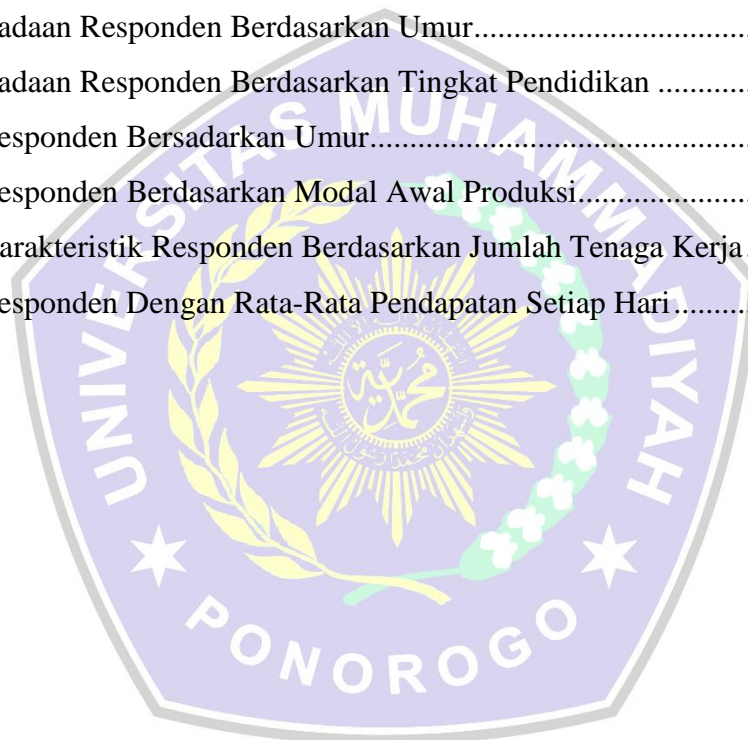 adaan Responden Berdasarkan Umur..................................
adaan Responden Berdasarkan Tingkat Pendidikan ............
esponden Bersadarkan Umur..............................................
esponden Berdasarkan Modal Awal Produksi.....................
arakteristik Responden Berdasarkan Jumlah Tenaga Kerja.
esponden Dengan Rata-Rata Pendapatan Setiap Hari.........
UNIVERSITAS MUHAMMADIYAH
محمدية
PONOROGO